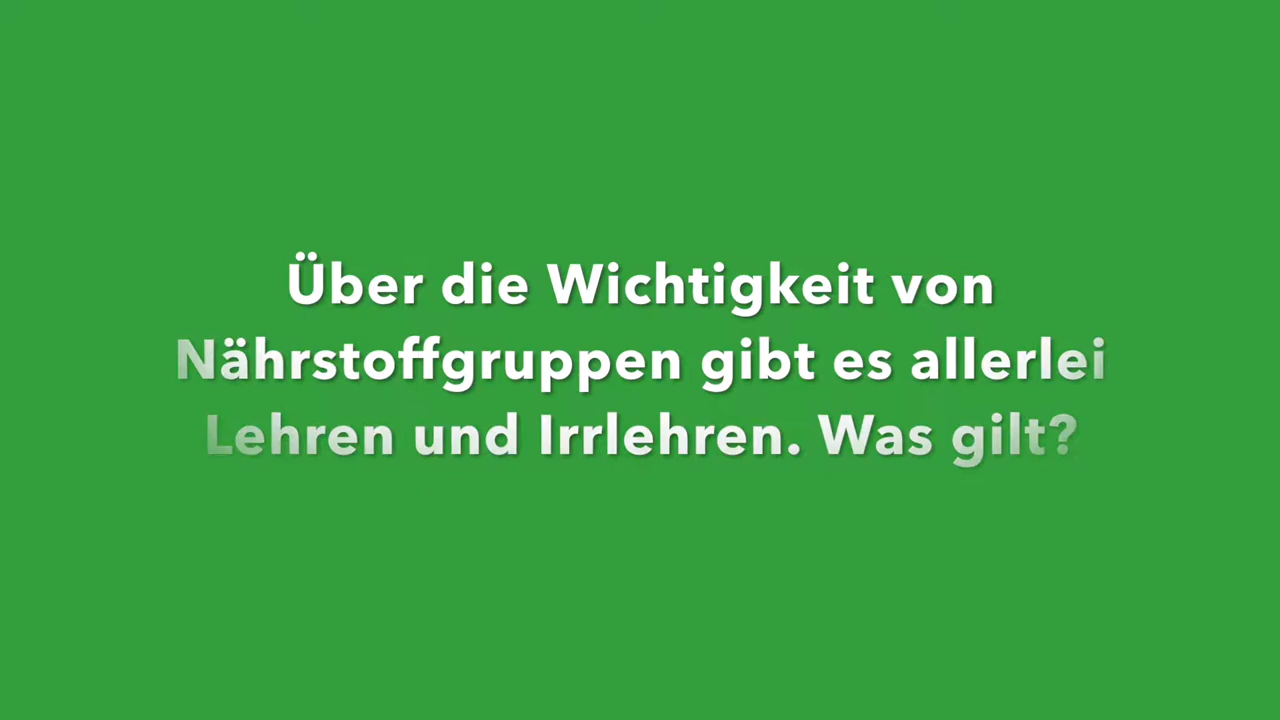 Über die Wichtigkeit von
Nährstoffgruppen gibt es allerlei
Lehren und Irrlehren. Was gilt?